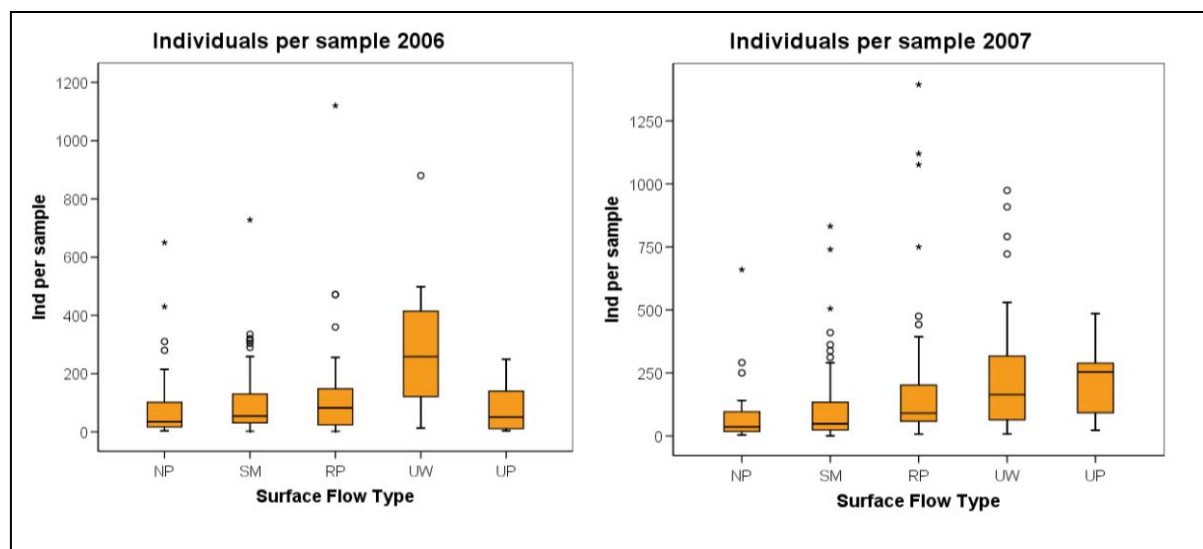 Individuals per sample 2006
1200
1000
800
600
400
200
0
Ind per sample
NP SM RP UW UP
Surface Flow Type
Individuals per sample 2007
1250
1000
750
500
250
0
Ind per sample
NP SM RP UW UP
Surface Flow Type